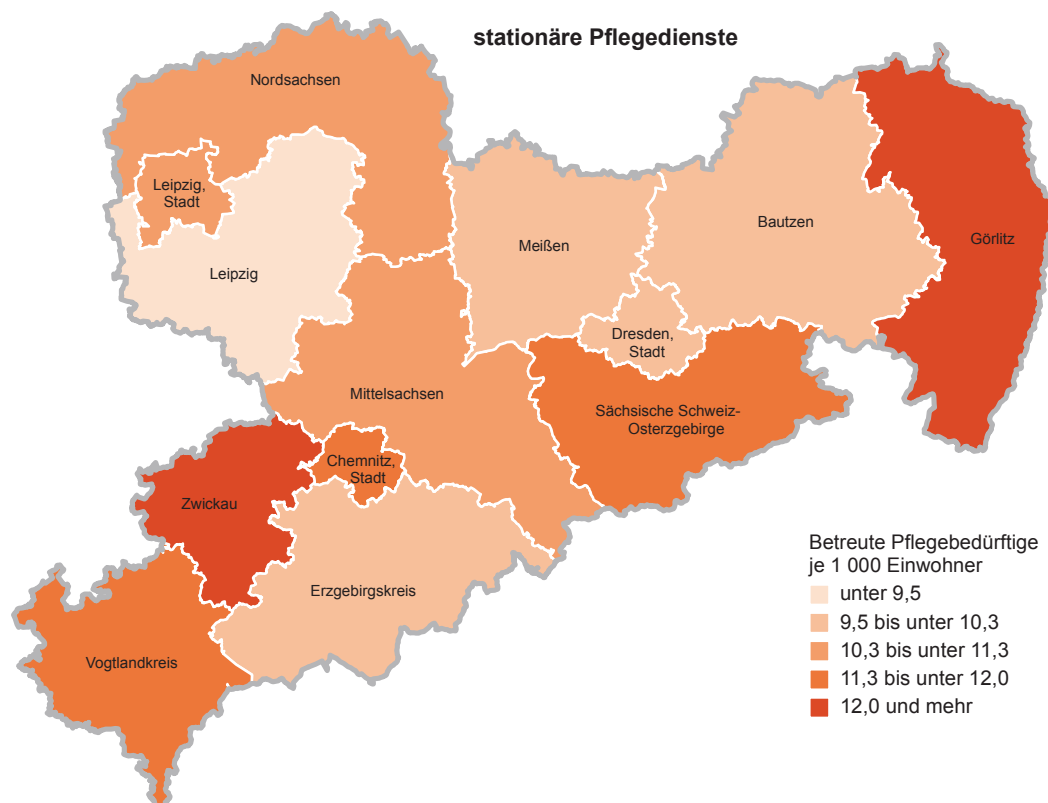 stationäre Pflegedienste
Nordsachsen
Leipzig,
Stadt
Leipzig
Meißen
Bautzen
Görlitz
Dresden,
Stadt
Mittelsachsen
Sächsische Schweiz-
Osterzgebirge
Chemnitz,
Stadt
Zwickau
Erzgebirgskreis
Vogtlandkreis
Betreute Pflegebedürftige
je 1 000 Einwohner
unter 9,5
9,5 bis unter 10,3
10,3 bis unter 11,3
11,3 bis unter 12,0
12,0 und mehr